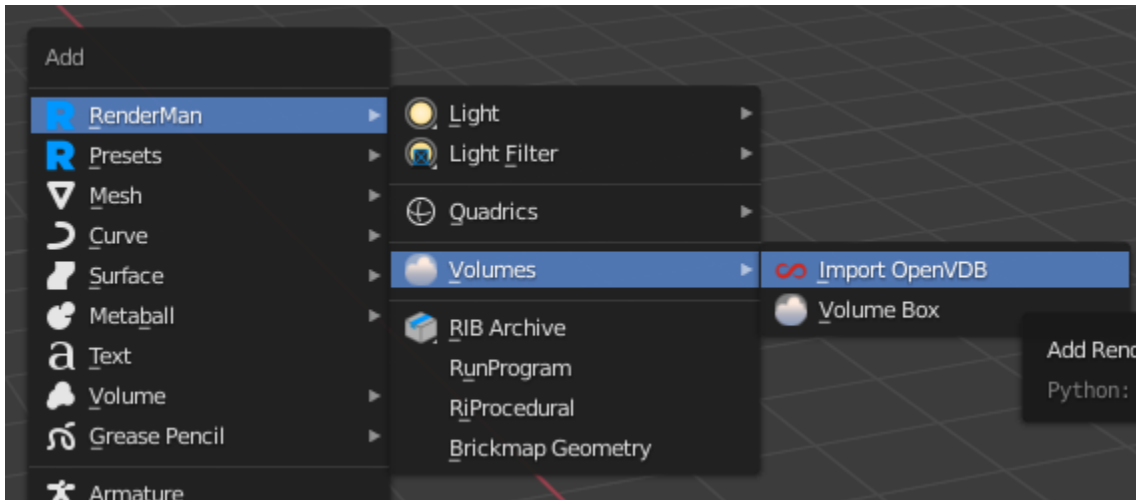 Add
RenderMan
Presets
Mesh
Curve
Surface
Metaball
Text
Volume
Grease Pencil
Armature
Light
Light Filter
Quadrics
Volumes
RIB Archive
RunProgram
RiProcedural
Brickmap Geometry
Import OpenVDB
Volume Box
Add
Python: